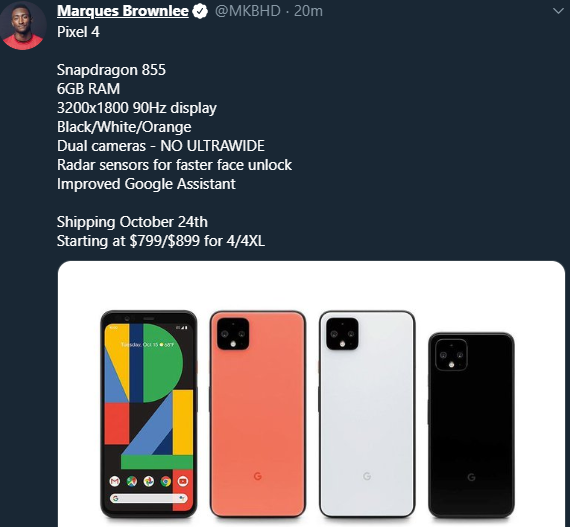 Marques Brownlee @MKBHD · 20m
Pixel 4
Snapdragon 855
6GB RAM
3200x1800 90Hz display
Black/White/Orange
Dual cameras - NO ULTRAWIDE
Radar sensors for faster face unlock
Improved Google Assistant
Shipping October 24th
Starting at $799/$899 for 4/4XL
Tuesday, Oct 15
G
G
G
G